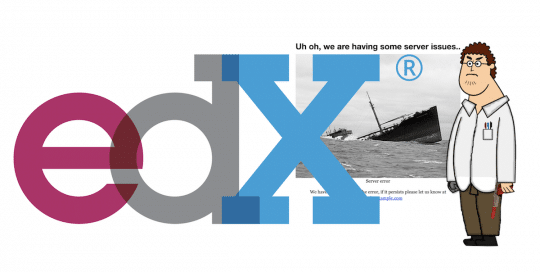 Uh oh, we are having some server issues..
edX®
Server error
We have error, if it persists please let us know at